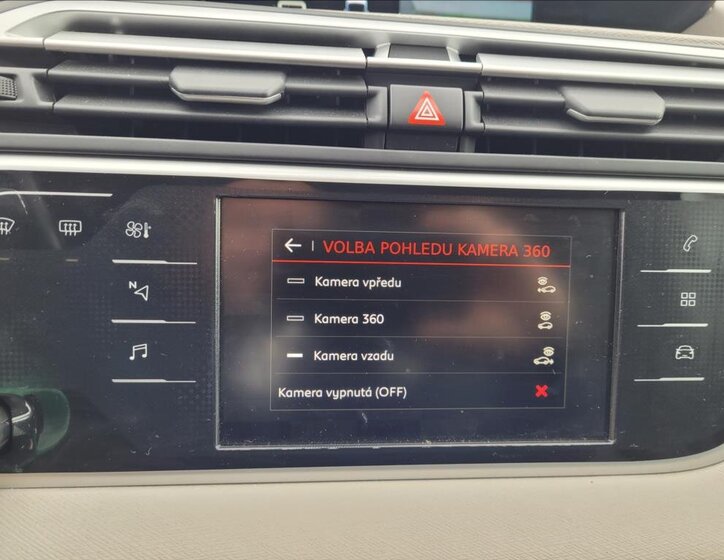 VOLBA POHLEDU KAMERA 360
Kamera vpředu
Kamera 360
Kamera vzadu
Kamera vypnutá (OFF)
N